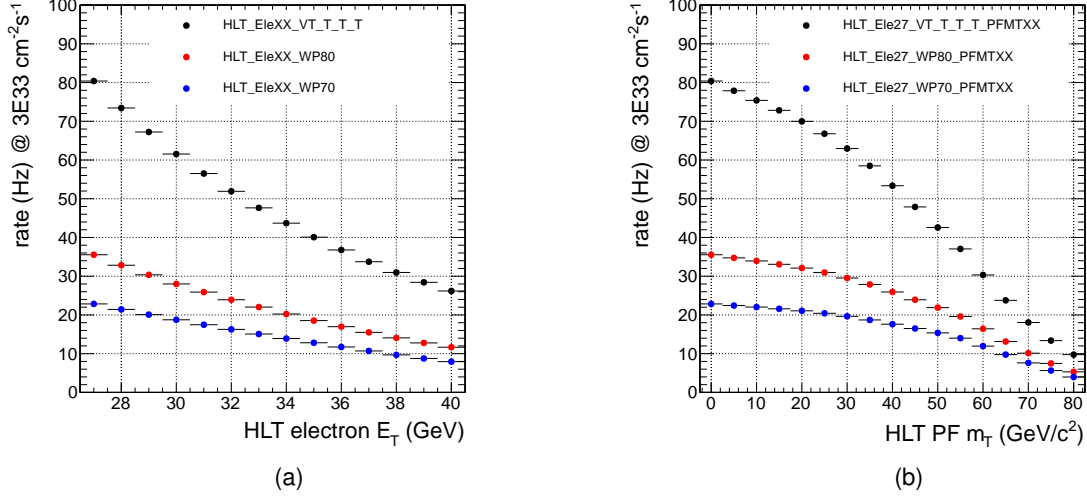 HLT_EleXX_VT_T_T_T
HLT_EleXX_WP80
HLT_EleXX_WP70
rate (Hz) @ 3E33 cm⁻²s⁻¹
100
90
80
70
60
50
40
30
20
10
0
28 30 32 34 36 38 40
HLT electron E_T (GeV)
(a)
HLT_Ele27_VT_T_T_T_PFMTXX
HLT_Ele27_WP80_PFMTXX
HLT_Ele27_WP70_PFMTXX
rate (Hz) @ 3E33 cm⁻²s⁻¹
100
90
80
70
60
50
40
30
20
10
0
0 10 20 30 40 50 60 70 80
HLT PF m_T (GeV/c²)
(b)